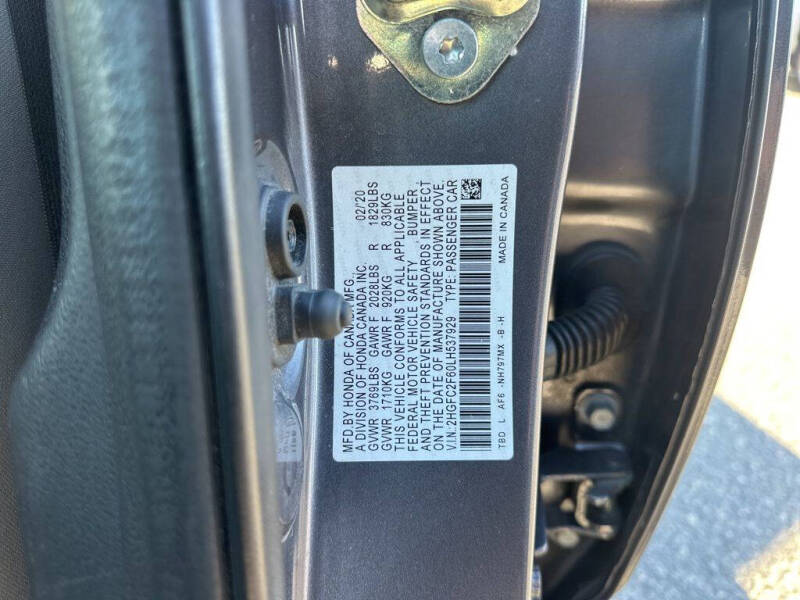 MFD.BY HONDA OF CANADA MFG., 02/'20
A DIVISION OF HONDA CANADA INC.
GVWR 3769LBS GAWR F 2028LBS R 1829LBS
GVWR 1710KG GAWR F 920KG R 830KG
THIS VEHICLE CONFORMS TO ALL APPLICABLE
FEDERAL MOTOR VEHICLE SAFETY BUMPER,
AND THEFT PREVENTION STANDARDS IN EFFECT
ON THE DATE OF MANUFACTURE SHOWN ABOVE.
V.I.N:2HGFC2F60LH537929 TYPE: PASSENGER CAR
TBD L AF6 -NH797MX -B -H MADE IN CANADA